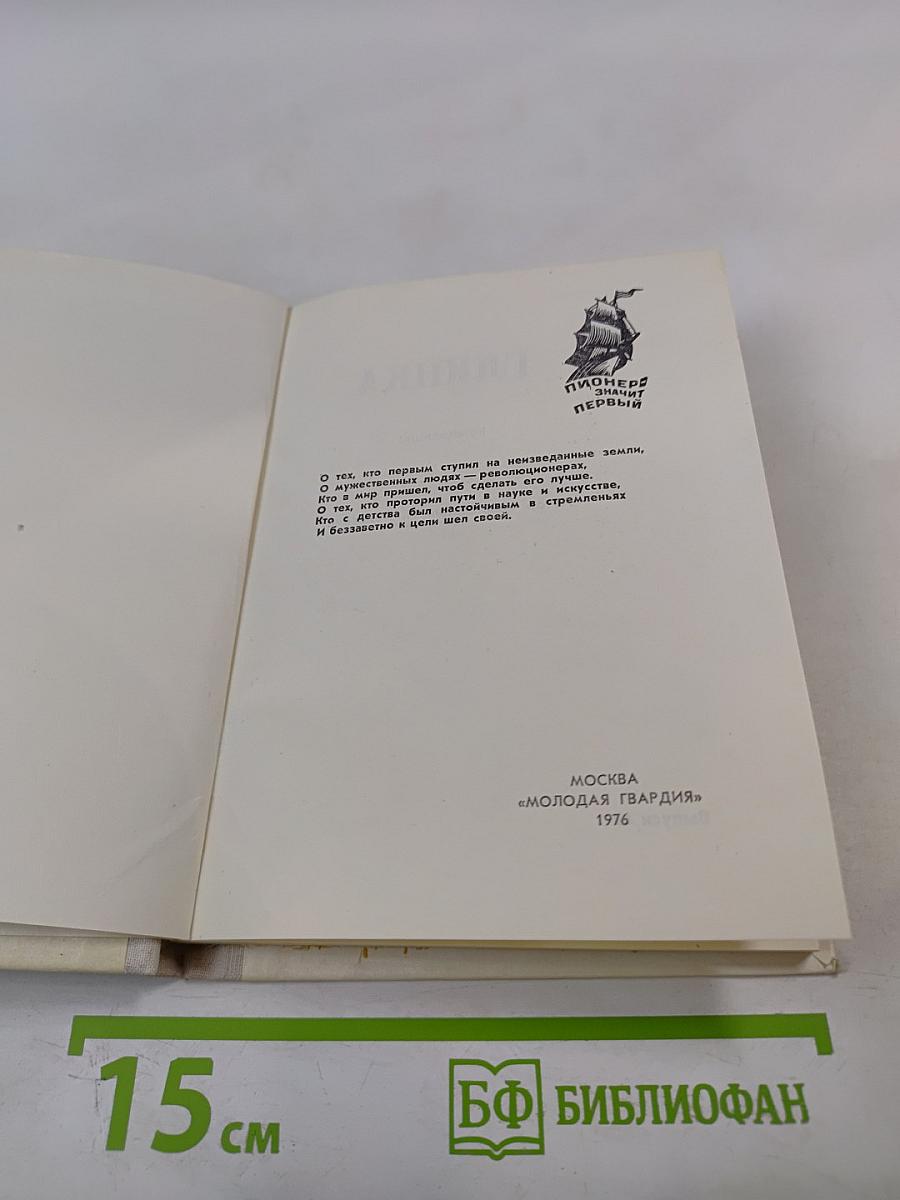 ПИОНЕР
ЗНАЧИТ
ПЕРВЫЙ
О тех, кто первым ступил на неизведанные земли,
О мужественных людях — революционерах,
Кто в мир пришел, чтоб сделать его лучше.
О тех, кто проторил пути в науке и искусстве,
Кто с детства был настойчивым в стремленьях
И беззаветно к цели шел своей.
МОСКВА
«МОЛОДАЯ ГВАРДИЯ»
1976
15 см
БФ БИБЛИОФАН